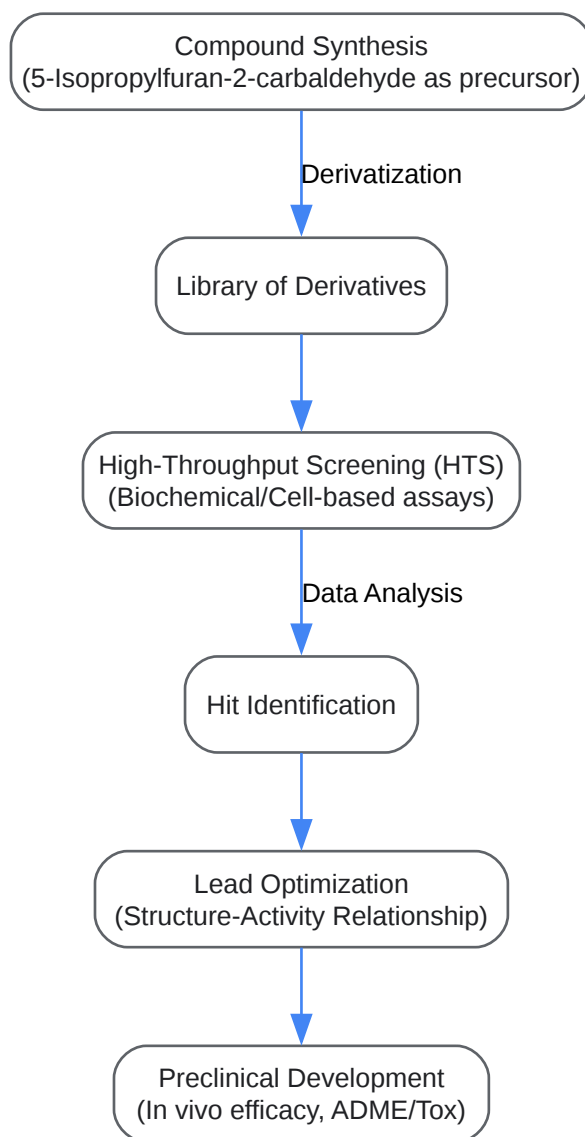 Compound Synthesis
(5-Isopropylfuran-2-carbaldehyde as precursor)
Derivatization
Library of Derivatives
High-Throughput Screening (HTS)
(Biochemical/Cell-based assays)
Data Analysis
Hit Identification
Lead Optimization
(Structure-Activity Relationship)
Preclinical Development
(In vivo efficacy, ADME/Tox)